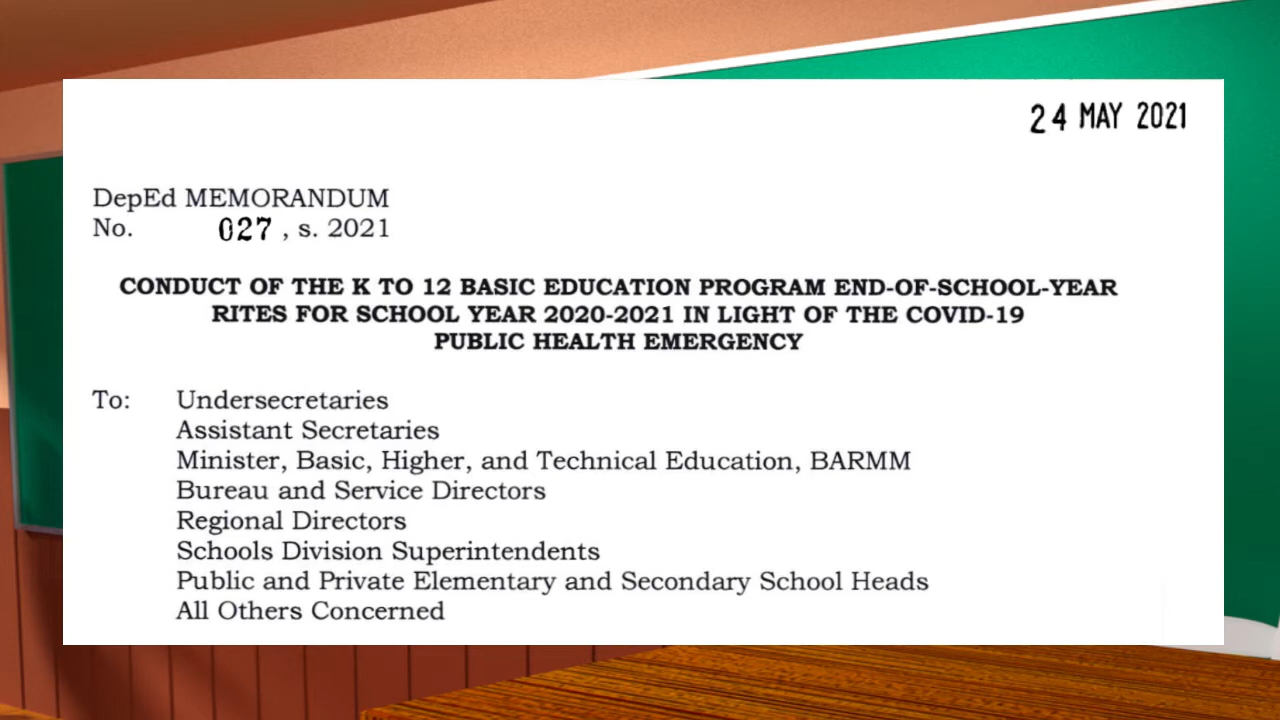 24 MAY 2021
DepEd MEMORANDUM
No. 027, s. 2021
CONDUCT OF THE K TO 12 BASIC EDUCATION PROGRAM END-OF-SCHOOL-YEAR
RITES FOR SCHOOL YEAR 2020-2021 IN LIGHT OF THE COVID-19
PUBLIC HEALTH EMERGENCY
To: Undersecretaries
Assistant Secretaries
Minister, Basic, Higher, and Technical Education, BARMM
Bureau and Service Directors
Regional Directors
Schools Division Superintendents
Public and Private Elementary and Secondary School Heads
All Others Concerned